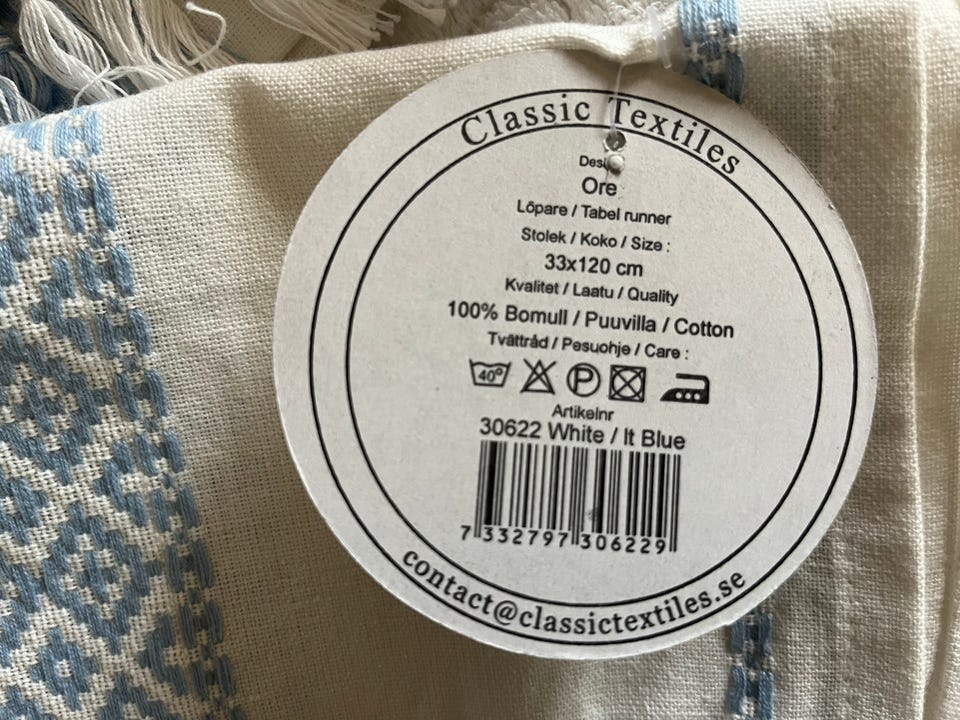 Classic Textiles
Ore
Löpare / Tabel runner
Stolek / Koko / Size :
33x120 cm
Kvalitet / Laatu / Quality
100% Bomull / Puuvilla / Cotton
Tvättråd / Pesuohje / Care :
40° P
Artikelnr
30622 White / lt Blue
7 332797 306229
contact@classictextiles.se